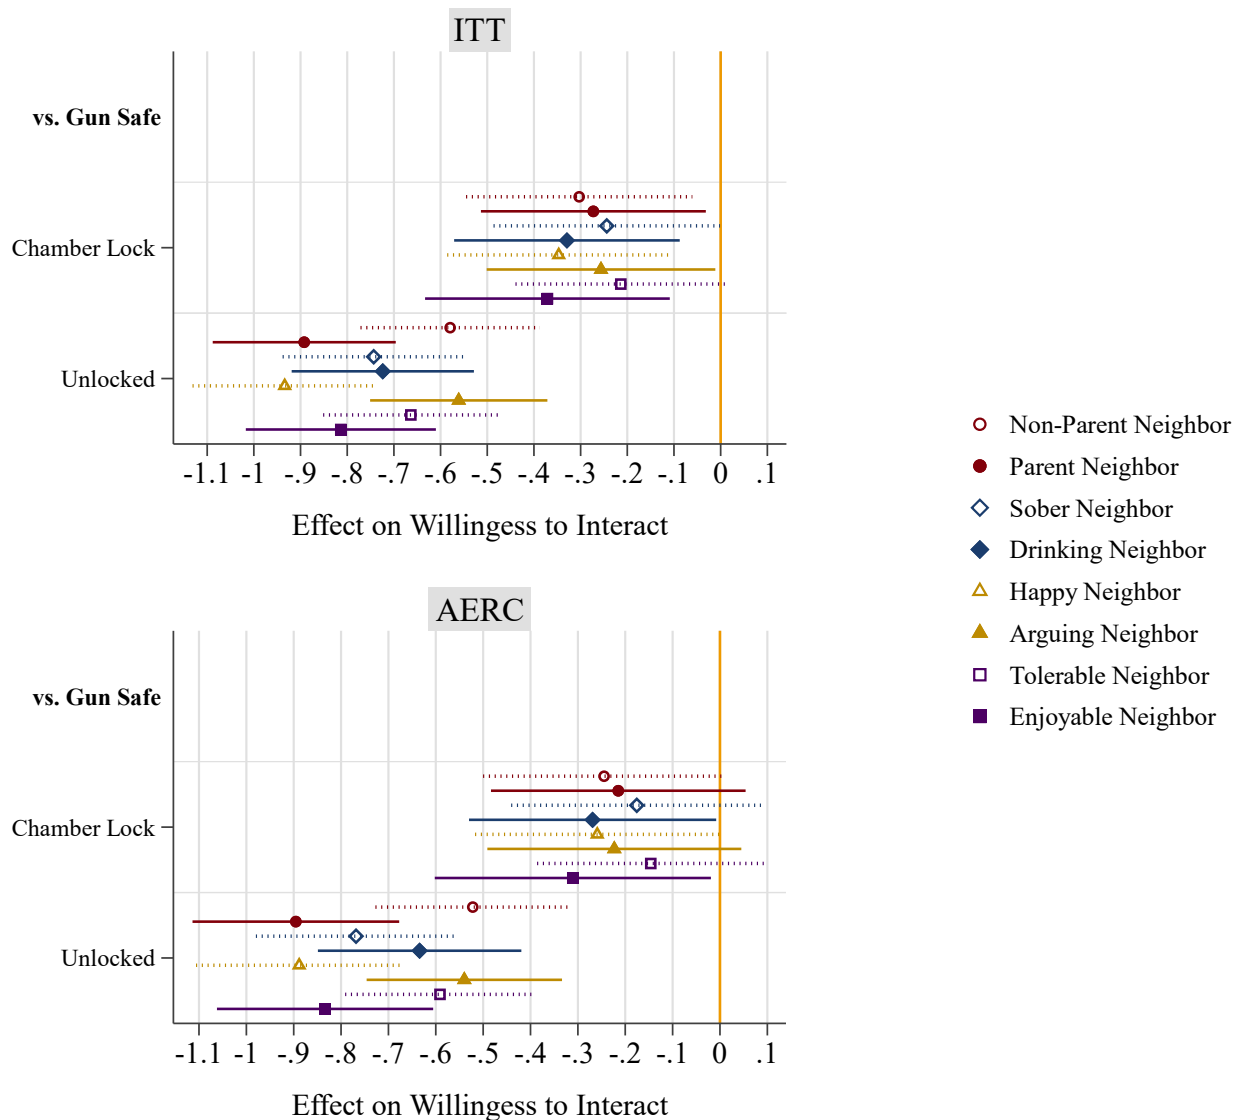 ITT
vs. Gun Safe
Chamber Lock
Unlocked
-1.1 -1 -.9 -.8 -.7 -.6 -.5 -.4 -.3 -.2 -.1 0 .1
Effect on Willingess to Interact
AERC
vs. Gun Safe
Chamber Lock
Unlocked
-1.1 -1 -.9 -.8 -.7 -.6 -.5 -.4 -.3 -.2 -.1 0 .1
Effect on Willingess to Interact
Non-Parent Neighbor
Parent Neighbor
Sober Neighbor
Drinking Neighbor
Happy Neighbor
Arguing Neighbor
Tolerable Neighbor
Enjoyable Neighbor